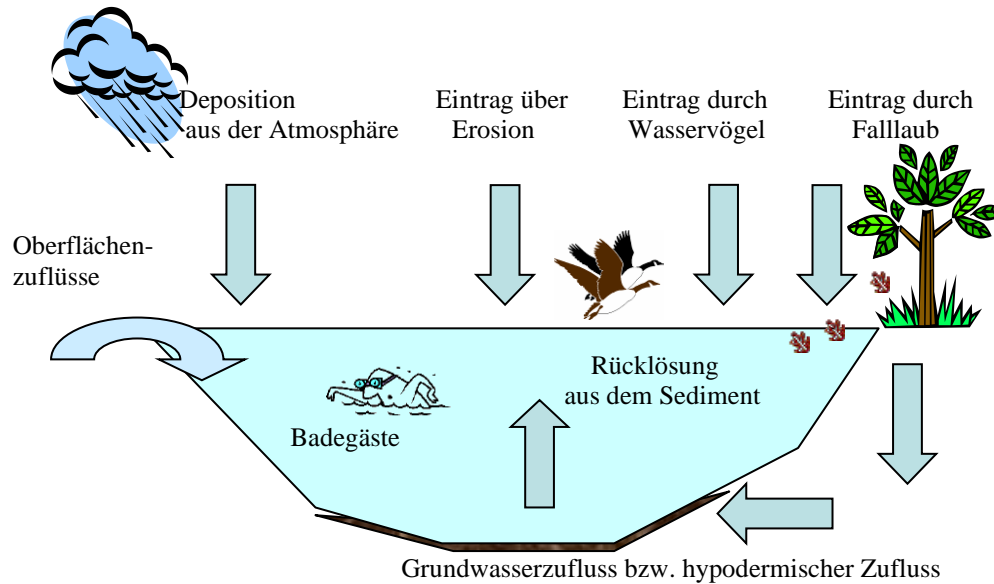 Deposition
aus der Atmosphäre
Eintrag über
Erosion
Eintrag durch
Wasservögel
Eintrag durch
Falllaub
Oberflächen-
zuflüsse
Rücklösung
aus dem Sediment
Badegäste
Grundwasserzufluss bzw. hypodermischer Zufluss